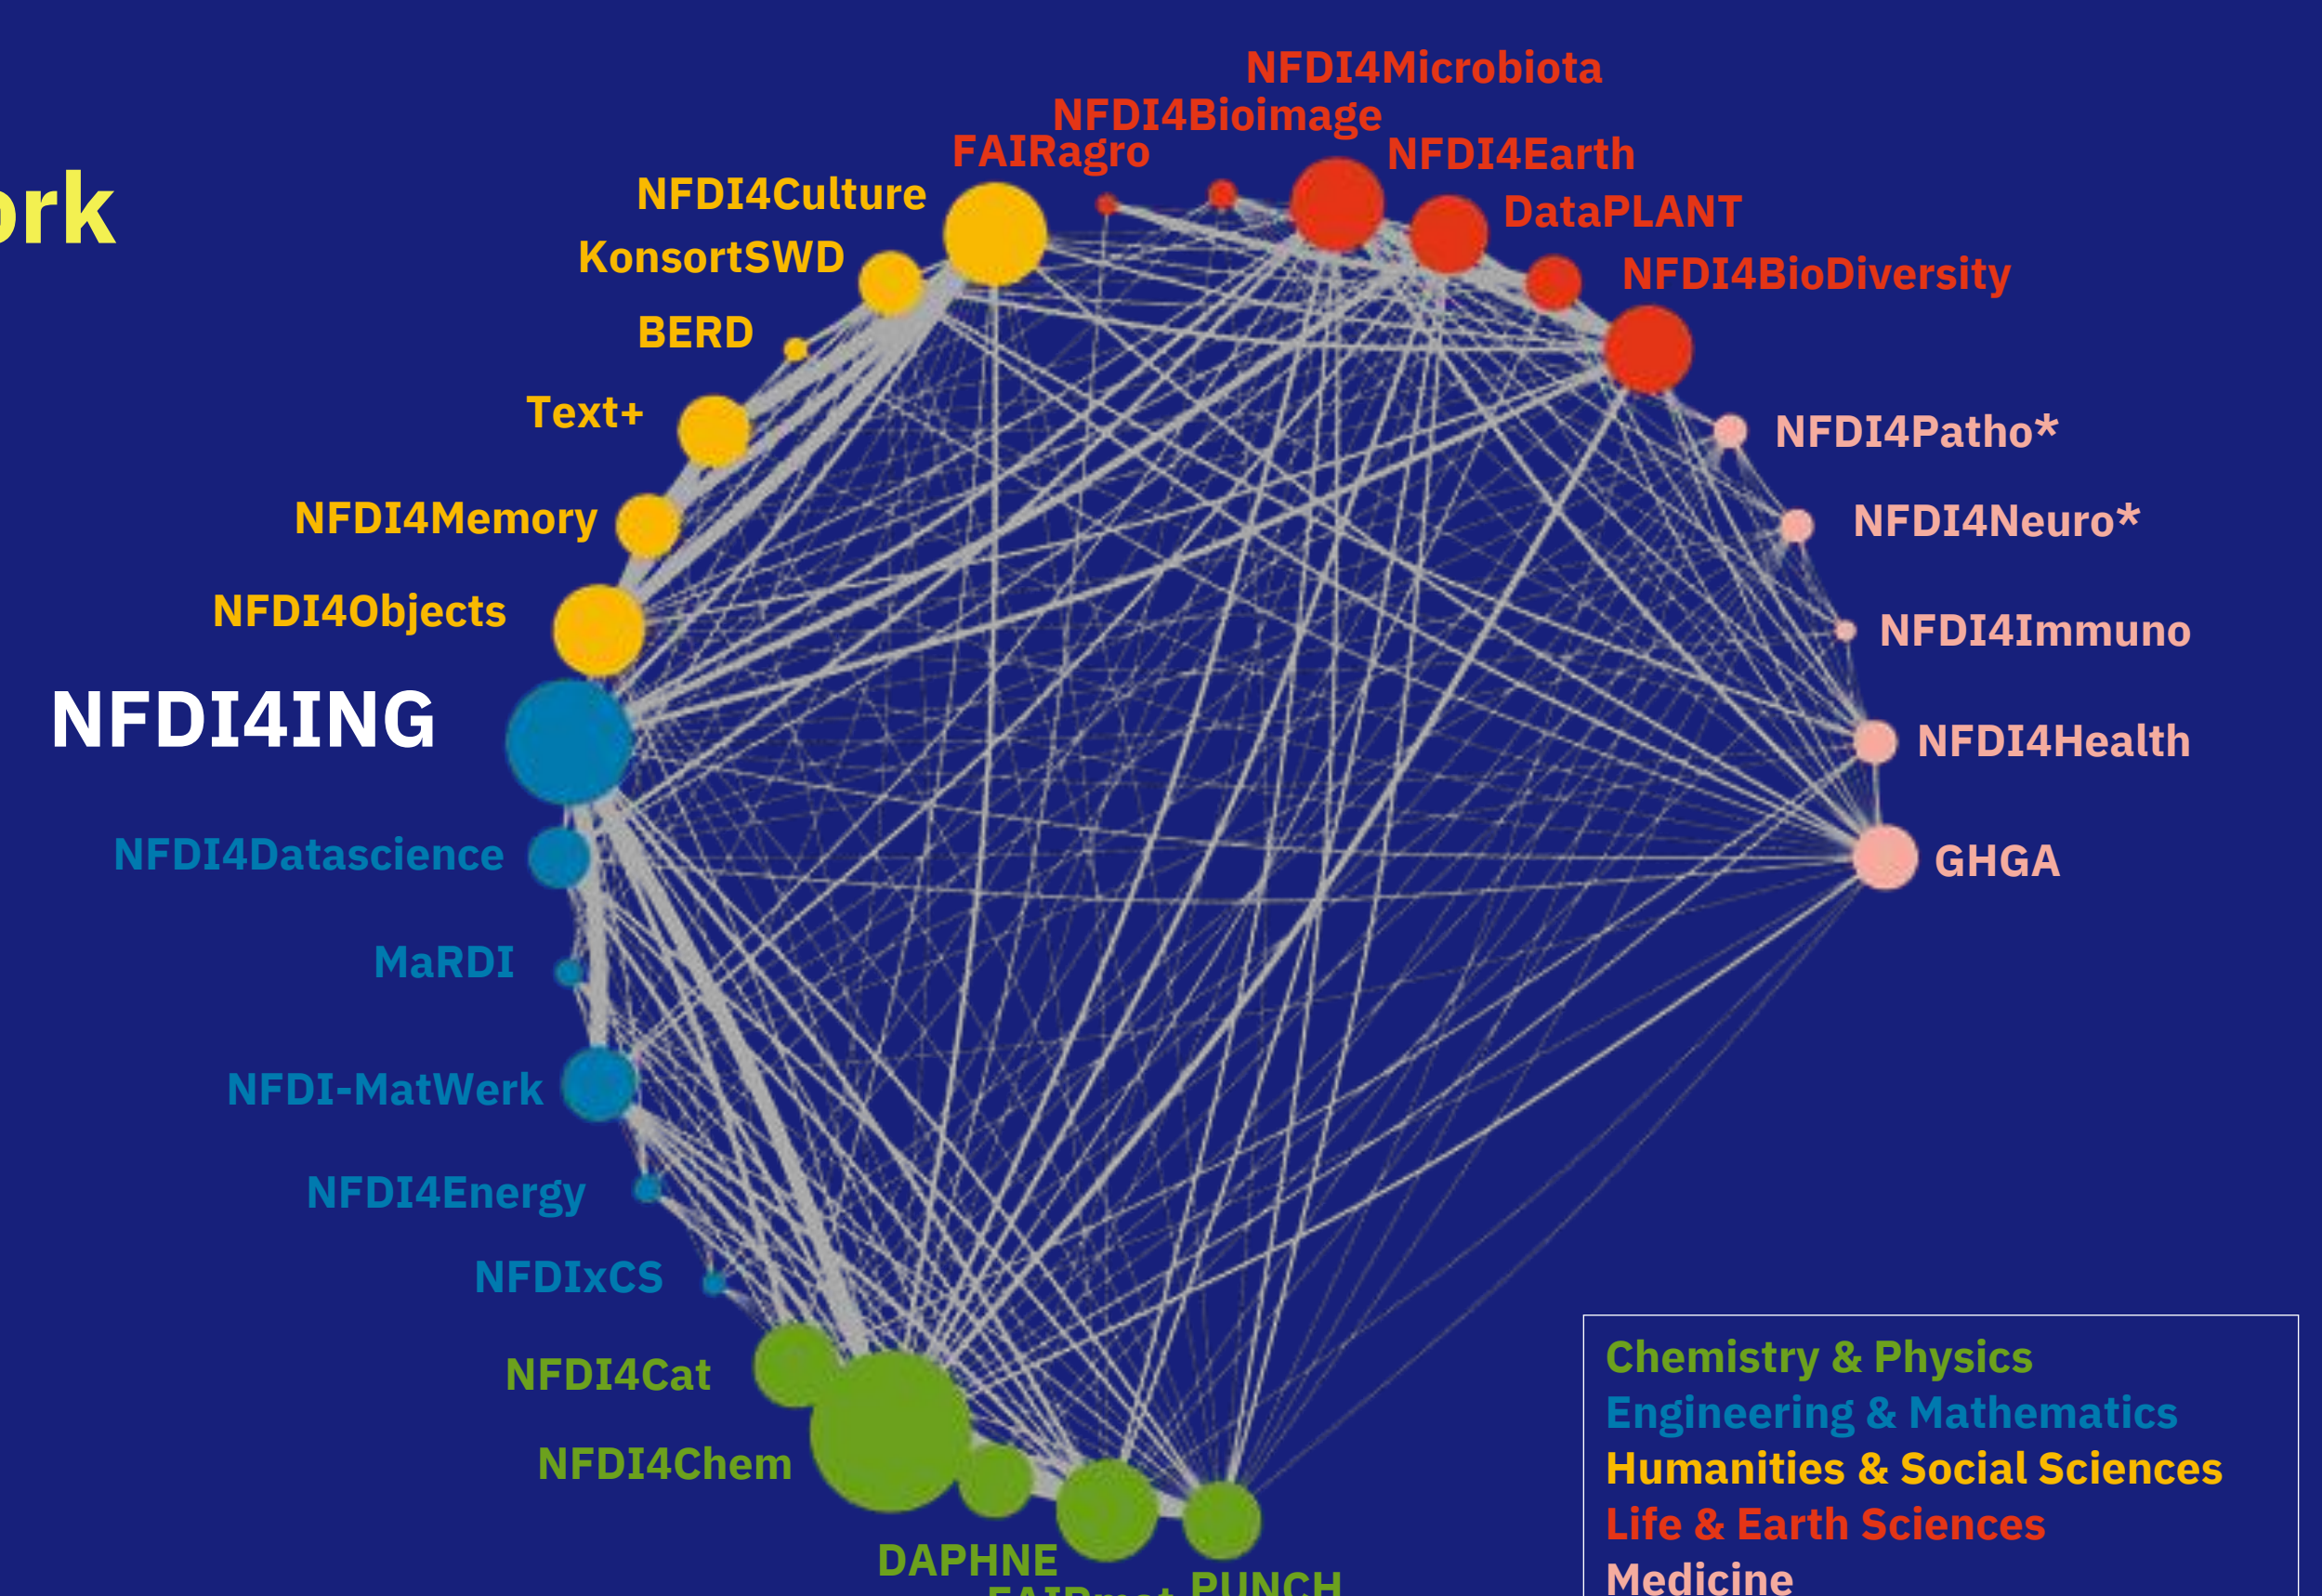 ork
NFDI4Microbiota
NFDI4Bioimage
FAIRagro
NFDI4Earth
NFDI4Culture
DataPLANT
KonsortSWD
NFDI4BioDiversity
BERD
Text+
NFDI4Patho*
NFDI4Memory
NFDI4Neuro*
NFDI4Objects
NFDI4Immuno
NFDI4ING
NFDI4Health
NFDI4Datascience
GHGA
MaRDI
NFDI-MatWerk
NFDI4Energy
NFDIxCS
NFDI4Cat
NFDI4Chem
DAPHNE
PUNCH
Chemistry & Physics
Engineering & Mathematics
Humanities & Social Sciences
Life & Earth Sciences
Medicine